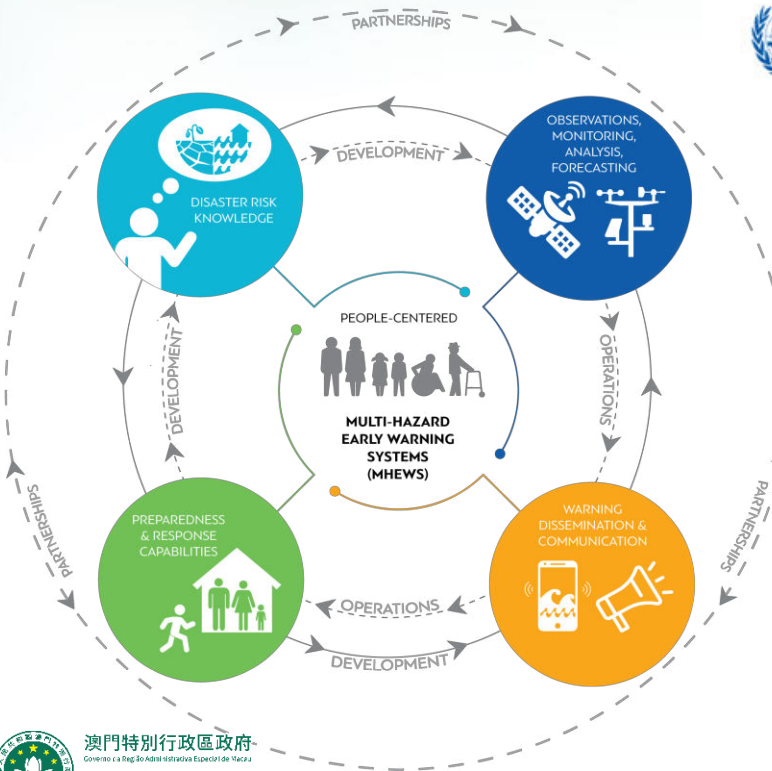 PARTNERSHIPS
DEVELOPMENT
DISASTER RISK
KNOWLEDGE
OBSERVATIONS,
MONITORING,
ANALYSIS,
FORECASTING
PEOPLE-CENTERED
MULTI-HAZARD
EARLY WARNING
SYSTEMS
(MHEWS)
DEVELOPMENT
OPERATIONS
PARTNERSHIPS
PREPAREDNESS
& RESPONSE
CAPABILITIES
WARNING
DISSEMINATION &
COMMUNICATION
PARTNERSHIPS
OPERATIONS
DEVELOPMENT
澳門特別行政區政府
Governo da Região Administrativa Especial de Macau